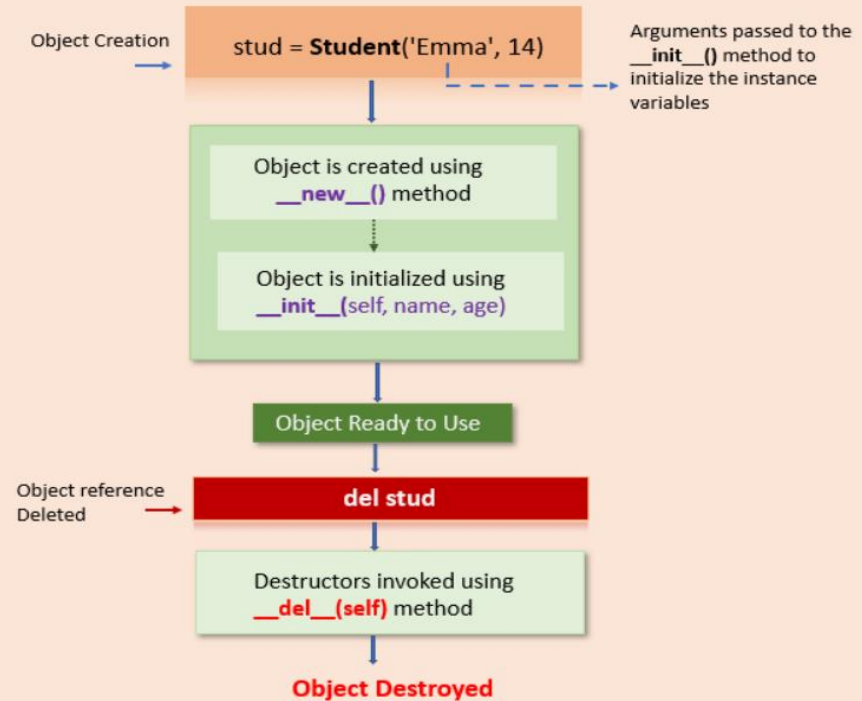 Object Creation
stud = Student('Emma', 14)
Arguments passed to the
__init__() method to
initialize the instance
variables
Object is created using
__new__() method
Object is initialized using
__init__(self, name, age)
Object Ready to Use
Object reference
Deleted
del stud
Destructors invoked using
__del__(self) method
Object Destroyed